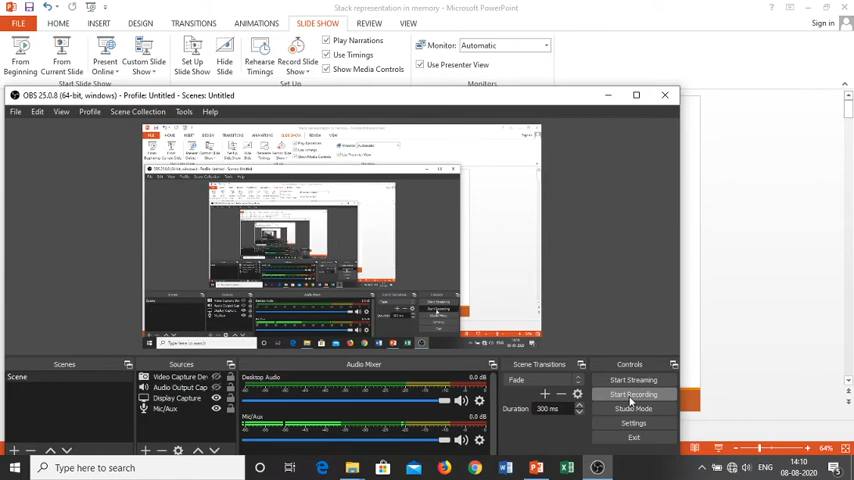 Stack representation in memory - Microsoft PowerPoint
FILE
HOME
INSERT
DESIGN
TRANSITIONS
ANIMATIONS
SLIDE SHOW
REVIEW
VIEW
Sign in
From Beginning
From Current Slide
Present Online
Custom Slide Show
Set Up Slide Show
Hide Slide
Rehearse Timings
Record Slide Show
Play Narrations
Use Timings
Show Media Controls
Monitor:
Automatic
Use Presenter View
Start Slide Show
Set Up
Monitors
OBS 25.0.8 (64-bit, windows) - Profile: Untitled - Scenes: Untitled
File
Edit
View
Profile
Scene Collection
Tools
Help
Scenes
Sources
Audio Mixer
Scene Transitions
Controls
Scene
Video Capture Dev
Audio Output Cap
Display Capture
Mic/Aux
Desktop Audio
0.0 dB
Mic/Aux
0.0 dB
Fade
Duration
300 ms
Start Streaming
Start Recording
Studio Mode
Settings
Exit
64%
Type here to search
ENG
14:10
08-08-2020
5